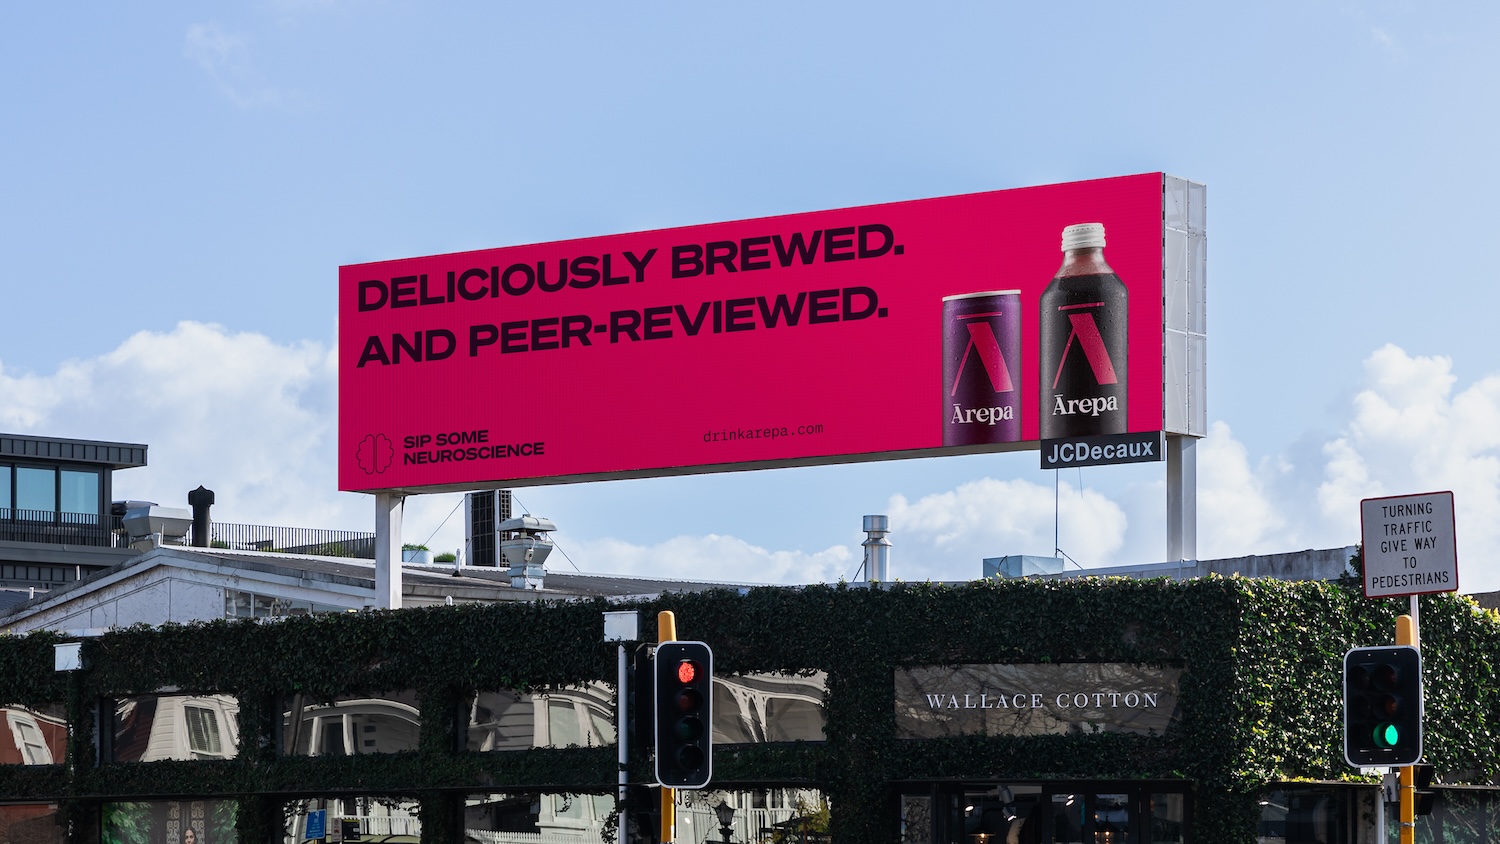 DELICIOUSLY BREWED.
AND PEER-REVIEWED.
SIP SOME
NEUROSCIENCE
drinkarepa.com
Ārepa
Ārepa
JCDecaux
TURNING
TRAFFIC
GIVE WAY
TO
PEDESTRIANS
WALLACE COTTON